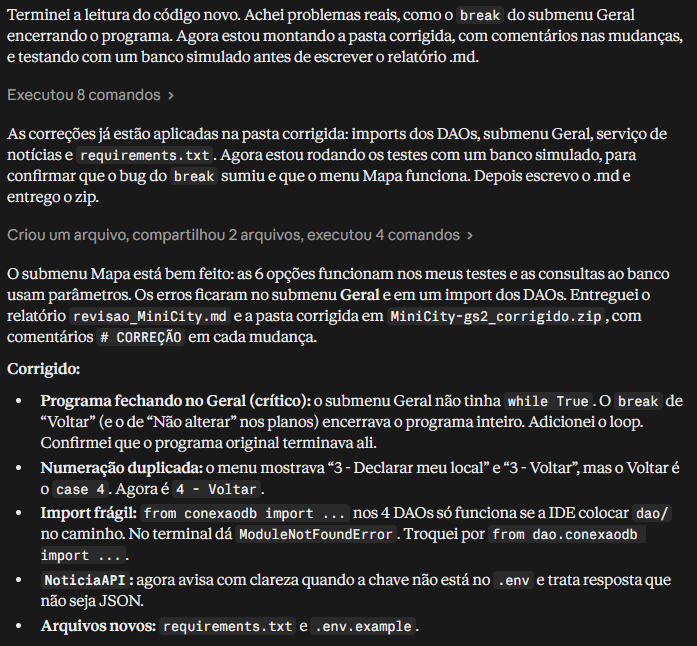 Terminei a leitura do código novo. Achei problemas reais, como o break do submenu Geral
encerrando o programa. Agora estou montando a pasta corrigida, com comentários nas mudanças,
e testando com um banco simulado antes de escrever o relatório .md.
Executou 8 comandos >
As correções já estão aplicadas na pasta corrigida: imports dos DAOs, submenu Geral, serviço de
notícias e requirements.txt. Agora estou rodando os testes com um banco simulado, para
confirmar que o bug do break sumiu e que o menu Mapa funciona. Depois escrevo o .md e
entrego o zip.
Criou um arquivo, compartilhou 2 arquivos, executou 4 comandos >
O submenu Mapa está bem feito: as 6 opções funcionam nos meus testes e as consultas ao banco
usam parâmetros. Os erros ficaram no submenu Geral e em um import dos DAOs. Entreguei o
relatório revisao_MiniCity.md e a pasta corrigida em MiniCity-gs2_corrigido.zip, com
comentários # CORREÇÃO em cada mudança.
Corrigido:
• Programa fechando no Geral (crítico): o submenu Geral não tinha while True. O break de
“Voltar” (e o de “Não alterar” nos planos) encerrava o programa inteiro. Adicionei o loop.
Confirmei que o programa original terminava ali.
• Numeração duplicada: o menu mostrava “3 - Declarar meu local” e “3 - Voltar”, mas o Voltar é
o case 4. Agora é 4 - Voltar.
• Import frágil: from conexaodb import ... nos 4 DAOs só funciona se a IDE colocar dao/
no caminho. No terminal dá ModuleNotFoundError. Troquei por from dao.conexaodb
import ....
• NoticiaAPI: agora avisa com clareza quando a chave não está no .env e trata resposta que
não seja JSON.
• Arquivos novos: requirements.txt e .env.example.